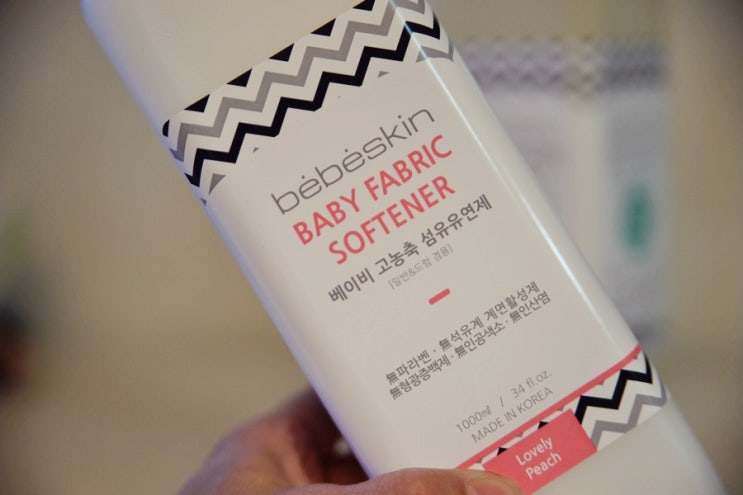 bėbėskin
BABY FABRIC
SOFTENER
베이비 고농축 섬유유연제
[일반&드럼 겸용]
無파라벤 · 無석유계 계면활성제
無형광증백제 · 無인공색소 · 無인산염
1000㎖ / 34 fl.oz.
MADE IN KOREA
Lovely
Peach